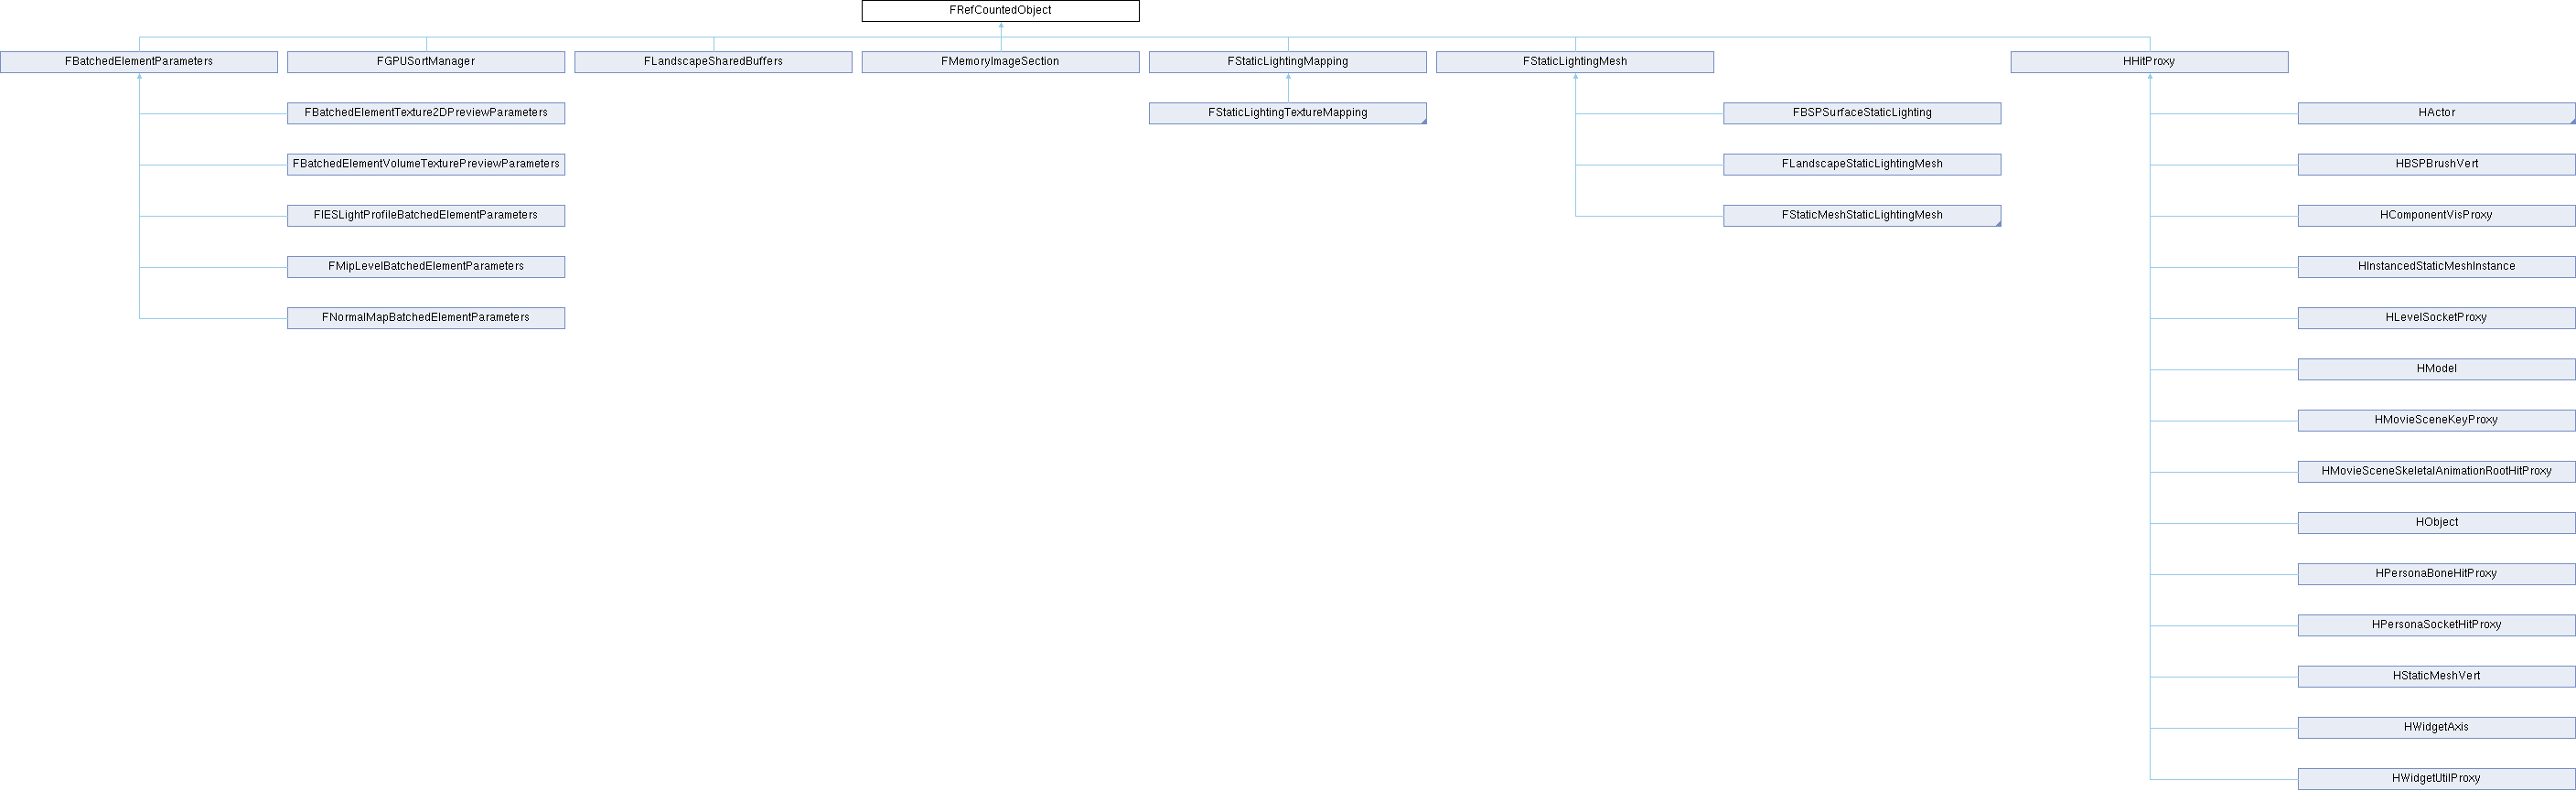 FRefCountedObject
FBatchedElementParameters
FGPUSortManager
FLandscapeSharedBuffers
FMemoryImageSection
FStaticLightingMapping
FStaticLightingMesh
HHitProxy
FBatchedElementTexture2DPreviewParameters
FStaticLightingTextureMapping
FBSPSurfaceStaticLighting
HActor
FBatchedElementVolumeTexturePreviewParameters
FLandscapeStaticLightingMesh
HBSPBrushVert
FIESLightProfileBatchedElementParameters
FStaticMeshStaticLightingMesh
HComponentVisProxy
FMipLevelBatchedElementParameters
HInstancedStaticMeshInstance
FNormalMapBatchedElementParameters
HLevelSocketProxy
HModel
HMovieSceneKeyProxy
HMovieSceneSkeletalAnimationRootHitProxy
HObject
HPersonaBoneHitProxy
HPersonaSocketHitProxy
HStaticMeshVert
HWidgetAxis
HWidgetUtilProxy